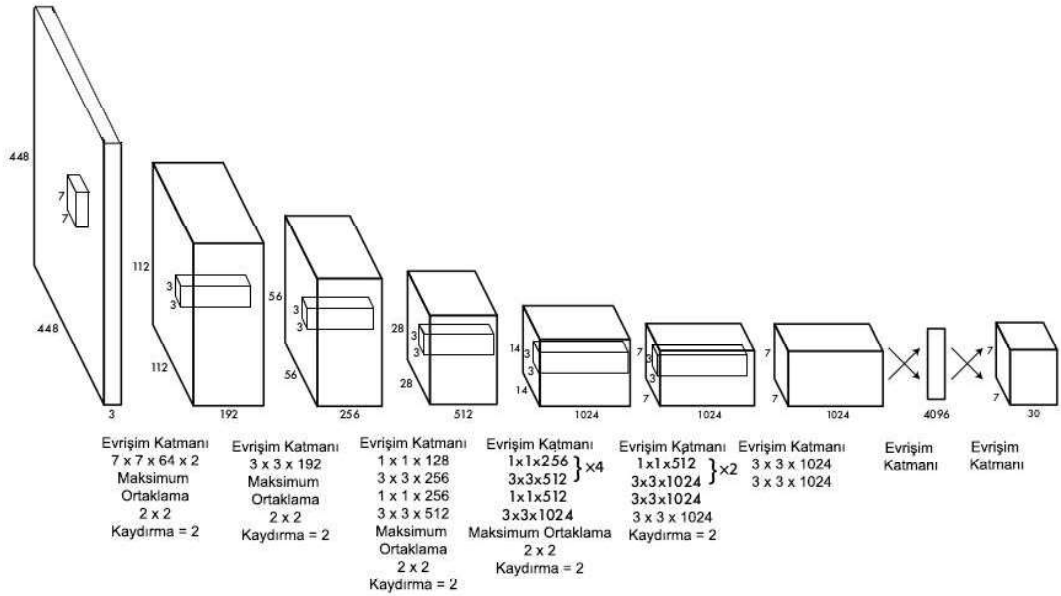 448
7
7
448
3
112
3
3
112
192
56
3
3
56
256
28
3
3
28
512
14
3
3
14
1024
7
3
3
7
1024
7
7
1024
4096
7
7
30
Evrişim Katmanı
7 x 7 x 64 x 2
Maksimum
Ortaklama
2 x 2
Kaydırma = 2
Evrişim Katmanı
3 x 3 x 192
Maksimum
Ortaklama
2 x 2
Kaydırma = 2
Evrişim Katmanı
1 x 1 x 128
3 x 3 x 256
1 x 1 x 256
3 x 3 x 512
Maksimum
Ortaklama
2 x 2
Kaydırma = 2
Evrişim Katmanı
1x1x256
3x3x512 } x4
1x1x512
3x3x1024
Maksimum Ortaklama
2 x 2
Kaydırma = 2
Evrişim Katmanı
1x1x512
3x3x1024 } x2
3x3x1024
3 x 3 x 1024
Kaydırma = 2
Evrişim Katmanı
3 x 3 x 1024
3 x 3 x 1024
Evrişim
Katmanı
Evrişim
Katmanı